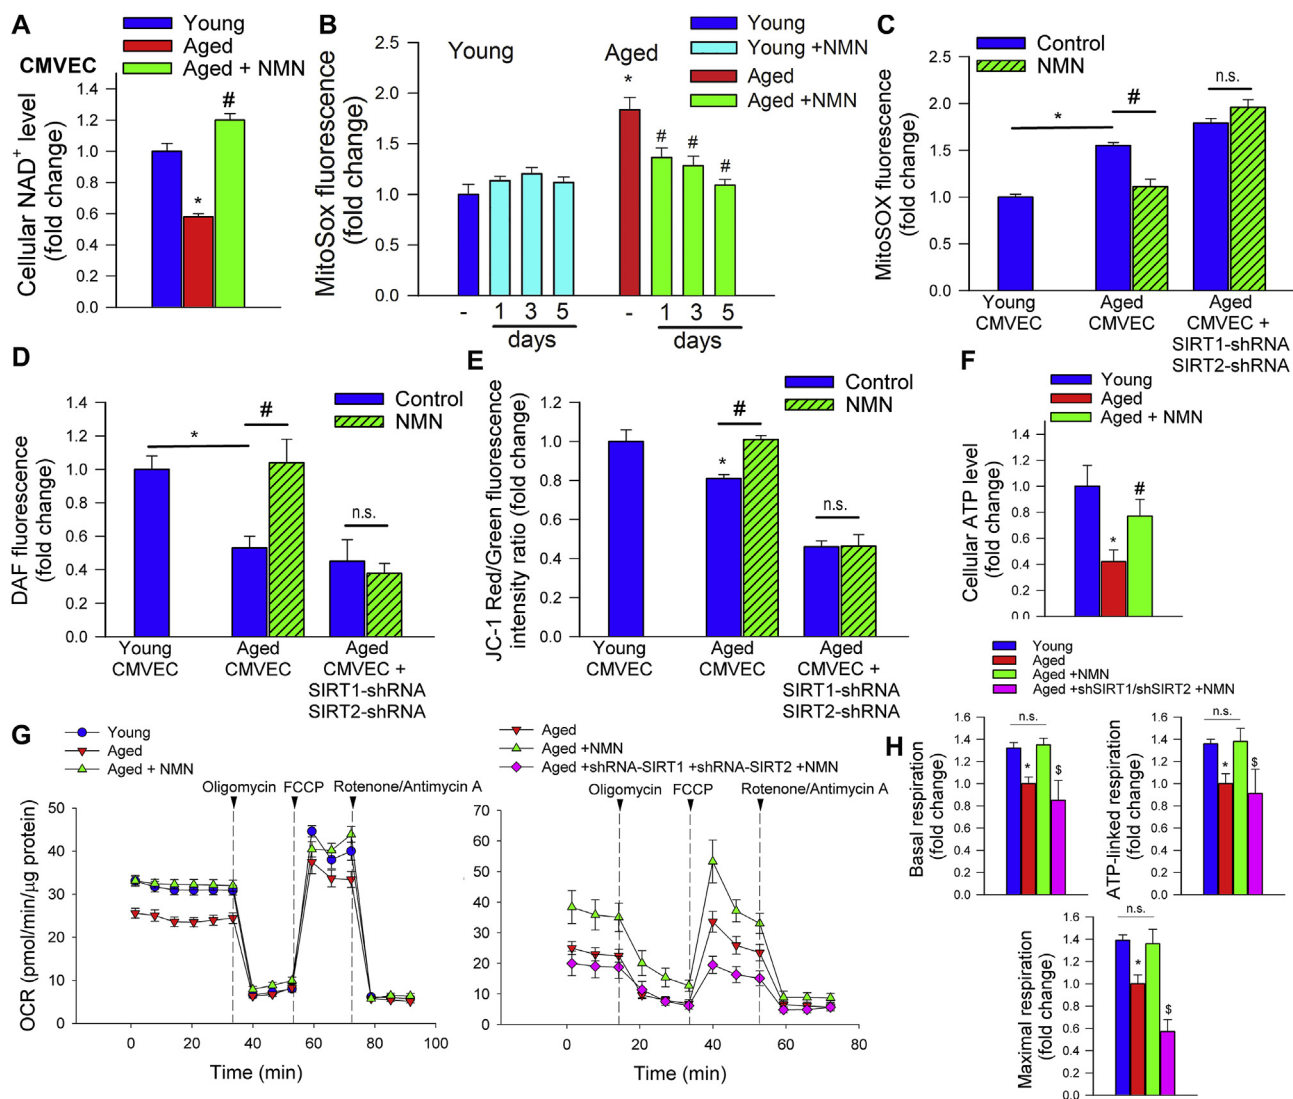 A
Young
Aged
Aged + NMN
CMVEC
Cellular NAD+ level
(fold change)
1.4
1.2
1.0
0.8
0.6
0.4
0.2
0.0
*
#
B
Young
Young +NMN
Aged
Aged +NMN
Young
Aged
MitoSox fluorescence
(fold change)
2.5
2.0
1.5
1.0
0.5
0.0
*
# # #
- 1 3 5 - 1 3 5
days days
C
Control
NMN
MitoSOX fluorescence
(fold change)
2.5
2.0
1.5
1.0
0.5
0.0
*
#
n.s.
Young
CMVEC
Aged
CMVEC
Aged
CMVEC +
SIRT1-shRNA
SIRT2-shRNA
D
Control
NMN
DAF fluorescence
(fold change)
1.4
1.2
1.0
0.8
0.6
0.4
0.2
0.0
*
#
n.s.
Young
CMVEC
Aged
CMVEC
Aged
CMVEC +
SIRT1-shRNA
SIRT2-shRNA
E
Control
NMN
JC-1 Red/Green fluorescence
intensity ratio (fold change)
1.2
1.0
0.8
0.6
0.4
0.2
0.0
*
#
n.s.
Young
CMVEC
Aged
CMVEC
Aged
CMVEC +
SIRT1-shRNA
SIRT2-shRNA
F
Young
Aged
Aged + NMN
Cellular ATP level
(fold change)
1.4
1.2
1.0
0.8
0.6
0.4
0.2
0.0
*
#
G
Young
Aged
Aged + NMN
Oligomycin FCCP Rotenone/Antimycin A
OCR (pmol/min/μg protein)
50
40
30
20
10
0
0 20 40 60 80 100
Time (min)
Aged
Aged +NMN
Aged +shRNA-SIRT1 +shRNA-SIRT2 +NMN
Oligomycin FCCP Rotenone/Antimycin A
70
60
50
40
30
20
10
0
0 20 40 60 80
Time (min)
H
Young
Aged
Aged +NMN
Aged +shSIRT1/shSIRT2 +NMN
Basal respiration
(fold change)
1.6
1.4
1.2
1.0
0.8
0.6
0.4
0.2
0.0
n.s.
*
$
ATP-linked respiration
(fold change)
1.6
1.4
1.2
1.0
0.8
0.6
0.4
0.2
0.0
n.s.
*
$
Maximal respiration
(fold change)
1.6
1.4
1.2
1.0
0.8
0.6
0.4
0.2
0.0
n.s.
*
$